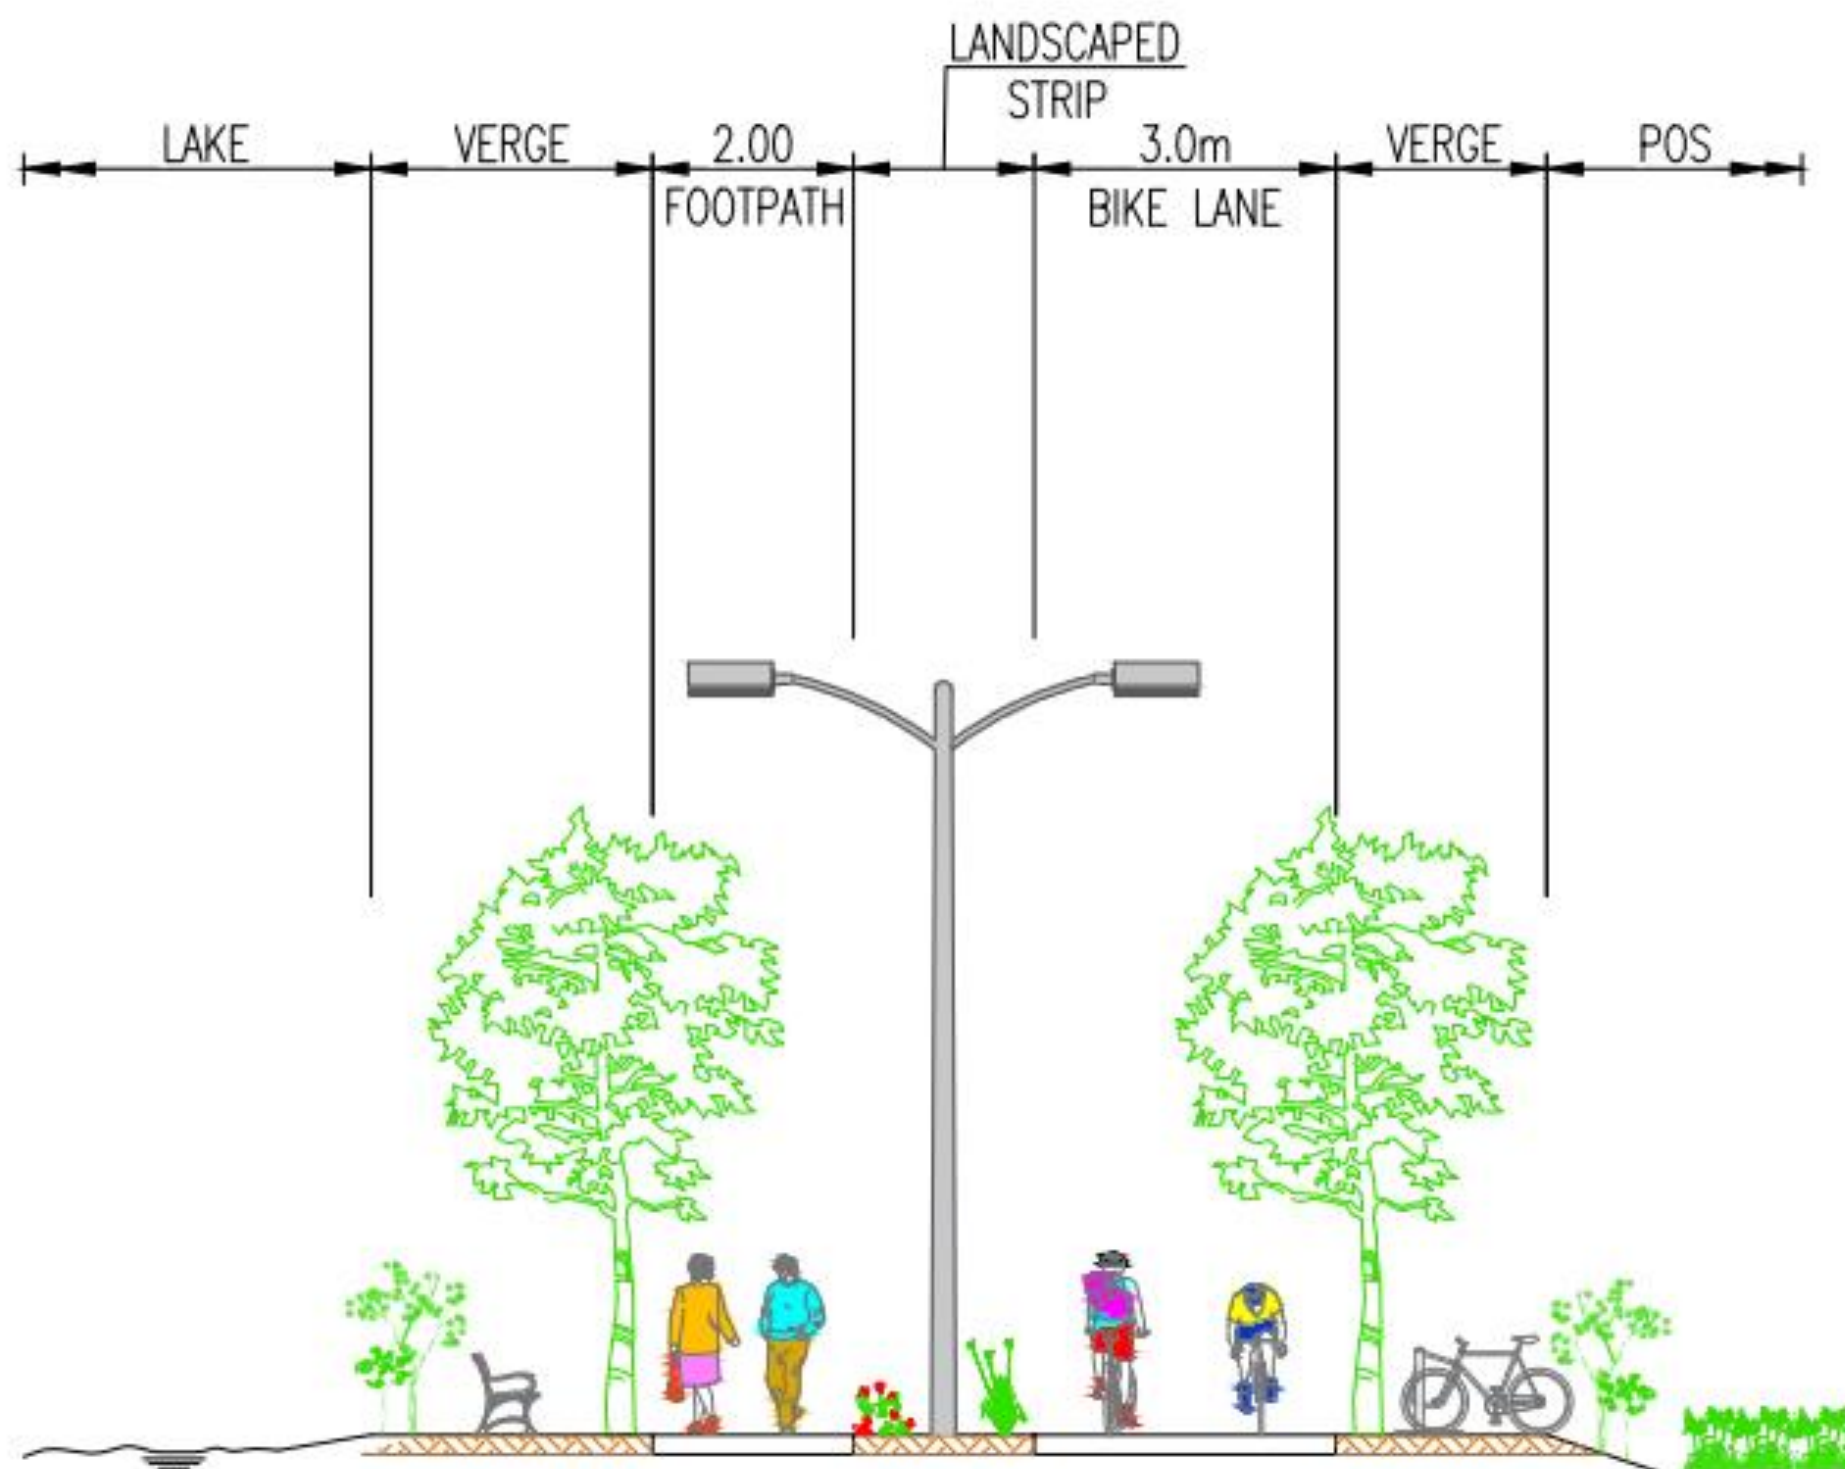 LANDSCAPED
STRIP
LAKE
VERGE
2.00
FOOTPATH
3.0m
BIKE LANE
VERGE
POS